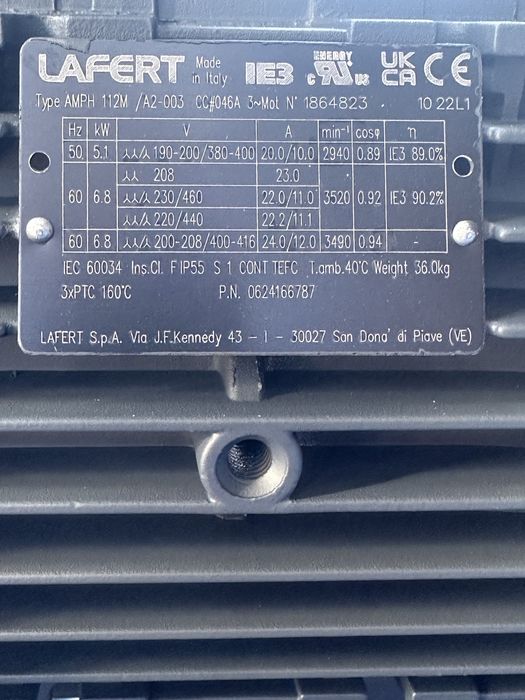 LAFERT Made in Italy IE3 ENERGY c UR us UK CA CE
Type AMPH 112M /A2-003 CC#046A 3~Mot. N° 1864823 10 22L1
Hz kW V A min⁻¹ cosφ η
50 5.1 ⅄⅄/⅄ 190-200/380-400 20.0/10.0 2940 0.89 IE3 89.0%
⅄⅄ 208 23.0
60 6.8 ⅄⅄/⅄ 230/460 22.0/11.0 3520 0.92 IE3 90.2%
⅄⅄/⅄ 220/440 22.2/11.1
60 6.8 ⅄⅄/⅄ 200-208/400-416 24.0/12.0 3490 0.94 -
IEC 60034 Ins.Cl. F IP55 S 1 CONT TEFC T.amb.40°C Weight 36.0kg
3xPTC 160°C P.N. 0624166787
LAFERT S.p.A. Via J.F.Kennedy 43 - I - 30027 San Dona' di Piave (VE)